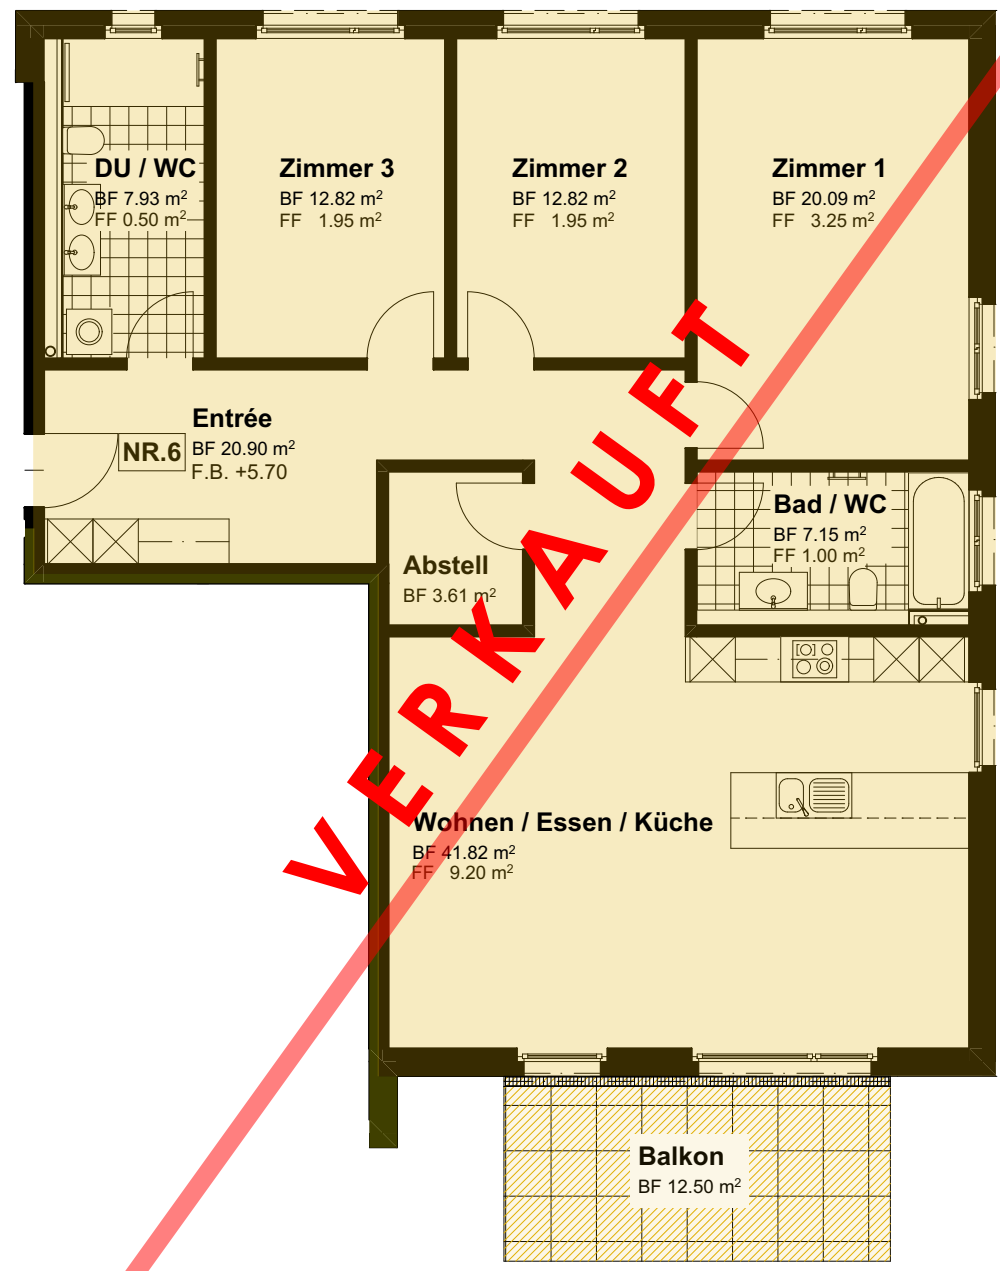 DU / WC
BF 7.93 m²
FF 0.50 m²
Zimmer 3
BF 12.82 m²
FF 1.95 m²
Zimmer 2
BF 12.82 m²
FF 1.95 m²
Zimmer 1
BF 20.09 m²
FF 3.25 m²
Entrée
BF 20.90 m²
F.B. +5.70
NR.6
Abstell
BF 3.61 m²
Bad / WC
BF 7.15 m²
FF 1.00 m²
VERKAUFT
Wohnen / Essen / Küche
BF 41.82 m²
FF 9.20 m²
Balkon
BF 12.50 m²